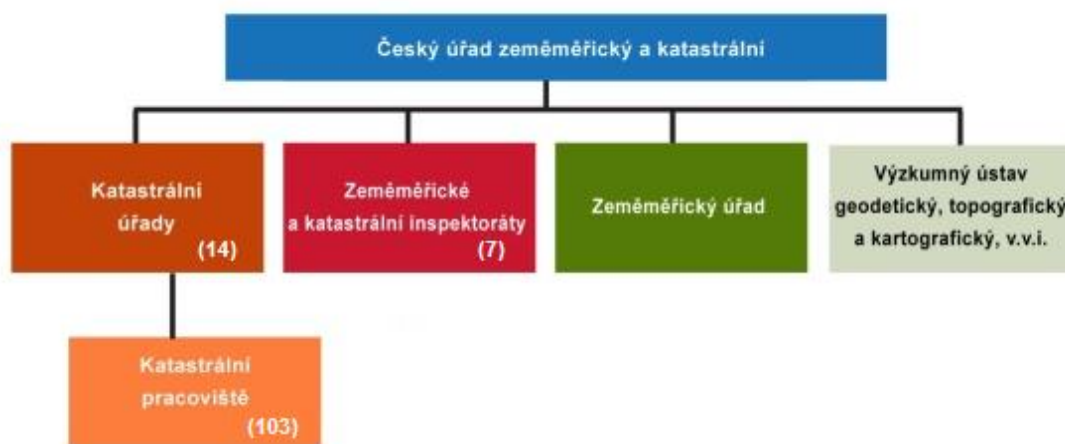 Český úřad zeměměřický a katastrální
Katastrální
úřady
(14)
Zeměměřické
a katastrální inspektoráty
(7)
Zeměměřický úřad
Výzkumný ústav
geodetický, topografický
a kartografický, v.v.i.
Katastrální
pracoviště
(103)